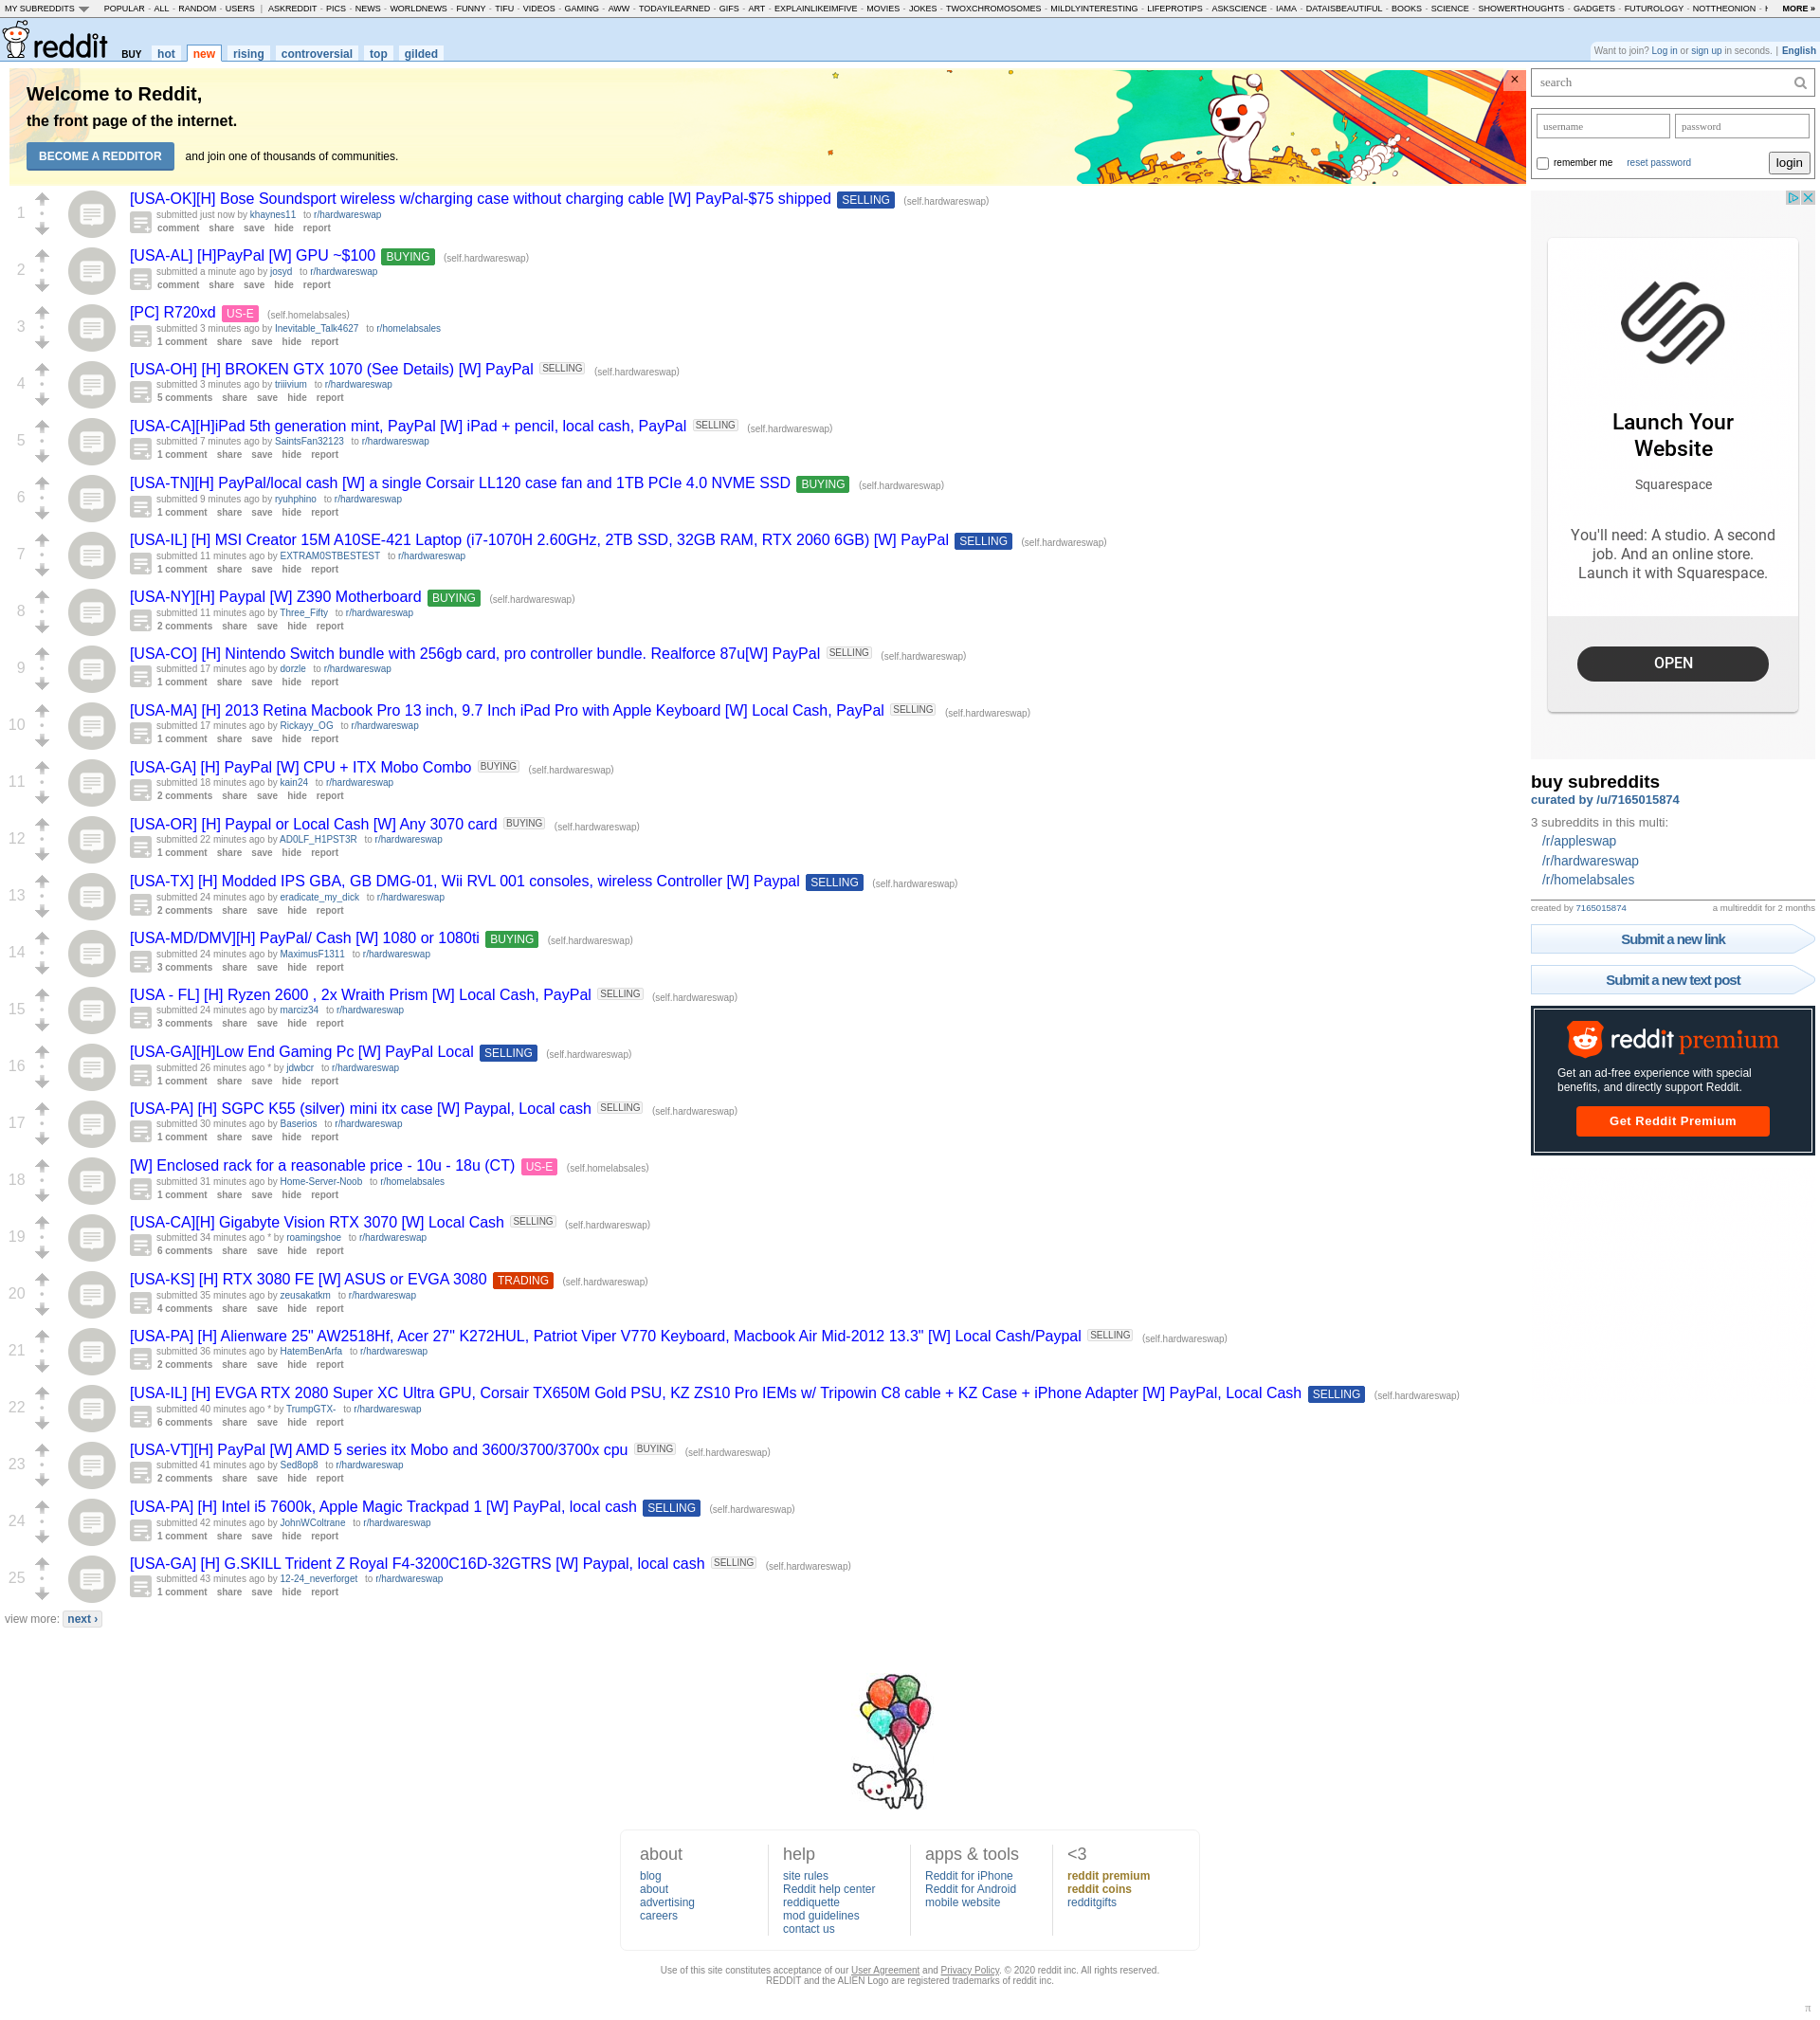 MY SUBREDDITS POPULAR - ALL - RANDOM - USERS | ASKREDDIT - PICS - NEWS - WORLDNEWS - FUNNY - TIFU - VIDEOS - GAMING - AWW - TODAYILEARNED - GIFS - ART - EXPLAINLIKEIMFIVE - MOVIES - JOKES - TWOXCHROMOSOMES - MILDLYINTERESTING - LIFEPROTIPS - ASKSCIENCE - IAMA - DATAISBEAUTIFUL - BOOKS - SCIENCE - SHOWERTHOUGHTS - GADGETS - FUTUROLOGY - NOTTHEONION - MORE »
reddit BUY hot new rising controversial top gilded
Want to join? Log in or sign up in seconds. | English
Welcome to Reddit,
the front page of the internet.
BECOME A REDDITOR and join one of thousands of communities.
×
1
[USA-OK][H] Bose Soundsport wireless w/charging case without charging cable [W] PayPal-$75 shipped SELLING (self.hardwareswap)
submitted just now by khaynes11 to r/hardwareswap
comment share save hide report
2
[USA-AL] [H]PayPal [W] GPU ~$100 BUYING (self.hardwareswap)
submitted a minute ago by josyd to r/hardwareswap
comment share save hide report
3
[PC] R720xd US-E (self.homelabsales)
submitted 3 minutes ago by Inevitable_Talk4627 to r/homelabsales
1 comment share save hide report
4
[USA-OH] [H] BROKEN GTX 1070 (See Details) [W] PayPal SELLING (self.hardwareswap)
submitted 3 minutes ago by triiivium to r/hardwareswap
5 comments share save hide report
5
[USA-CA][H]iPad 5th generation mint, PayPal [W] iPad + pencil, local cash, PayPal SELLING (self.hardwareswap)
submitted 7 minutes ago by SaintsFan32123 to r/hardwareswap
1 comment share save hide report
6
[USA-TN][H] PayPal/local cash [W] a single Corsair LL120 case fan and 1TB PCIe 4.0 NVME SSD BUYING (self.hardwareswap)
submitted 9 minutes ago by ryuhphino to r/hardwareswap
1 comment share save hide report
7
[USA-IL] [H] MSI Creator 15M A10SE-421 Laptop (i7-1070H 2.60GHz, 2TB SSD, 32GB RAM, RTX 2060 6GB) [W] PayPal SELLING (self.hardwareswap)
submitted 11 minutes ago by EXTRAM0STBESTEST to r/hardwareswap
1 comment share save hide report
8
[USA-NY][H] Paypal [W] Z390 Motherboard BUYING (self.hardwareswap)
submitted 11 minutes ago by Three_Fifty to r/hardwareswap
2 comments share save hide report
9
[USA-CO] [H] Nintendo Switch bundle with 256gb card, pro controller bundle. Realforce 87u[W] PayPal SELLING (self.hardwareswap)
submitted 17 minutes ago by dorzle to r/hardwareswap
1 comment share save hide report
10
[USA-MA] [H] 2013 Retina Macbook Pro 13 inch, 9.7 Inch iPad Pro with Apple Keyboard [W] Local Cash, PayPal SELLING (self.hardwareswap)
submitted 17 minutes ago by Rickayy_OG to r/hardwareswap
1 comment share save hide report
11
[USA-GA] [H] PayPal [W] CPU + ITX Mobo Combo BUYING (self.hardwareswap)
submitted 18 minutes ago by kain24 to r/hardwareswap
2 comments share save hide report
12
[USA-OR] [H] Paypal or Local Cash [W] Any 3070 card BUYING (self.hardwareswap)
submitted 22 minutes ago by AD0LF_H1PST3R to r/hardwareswap
1 comment share save hide report
13
[USA-TX] [H] Modded IPS GBA, GB DMG-01, Wii RVL 001 consoles, wireless Controller [W] Paypal SELLING (self.hardwareswap)
submitted 24 minutes ago by eradicate_my_dick to r/hardwareswap
2 comments share save hide report
14
[USA-MD/DMV][H] PayPal/ Cash [W] 1080 or 1080ti BUYING (self.hardwareswap)
submitted 24 minutes ago by MaximusF1311 to r/hardwareswap
3 comments share save hide report
15
[USA - FL] [H] Ryzen 2600 , 2x Wraith Prism [W] Local Cash, PayPal SELLING (self.hardwareswap)
submitted 24 minutes ago by marciz34 to r/hardwareswap
3 comments share save hide report
16
[USA-GA][H]Low End Gaming Pc [W] PayPal Local SELLING (self.hardwareswap)
submitted 26 minutes ago * by jdwbcr to r/hardwareswap
1 comment share save hide report
17
[USA-PA] [H] SGPC K55 (silver) mini itx case [W] Paypal, Local cash SELLING (self.hardwareswap)
submitted 30 minutes ago by Baserios to r/hardwareswap
1 comment share save hide report
18
[W] Enclosed rack for a reasonable price - 10u - 18u (CT) US-E (self.homelabsales)
submitted 31 minutes ago by Home-Server-Noob to r/homelabsales
1 comment share save hide report
19
[USA-CA][H] Gigabyte Vision RTX 3070 [W] Local Cash SELLING (self.hardwareswap)
submitted 34 minutes ago * by roamingshoe to r/hardwareswap
6 comments share save hide report
20
[USA-KS] [H] RTX 3080 FE [W] ASUS or EVGA 3080 TRADING (self.hardwareswap)
submitted 35 minutes ago by zeusakatkm to r/hardwareswap
4 comments share save hide report
21
[USA-PA] [H] Alienware 25" AW2518Hf, Acer 27" K272HUL, Patriot Viper V770 Keyboard, Macbook Air Mid-2012 13.3" [W] Local Cash/Paypal SELLING (self.hardwareswap)
submitted 36 minutes ago by HatemBenArfa to r/hardwareswap
2 comments share save hide report
22
[USA-IL] [H] EVGA RTX 2080 Super XC Ultra GPU, Corsair TX650M Gold PSU, KZ ZS10 Pro IEMs w/ Tripowin C8 cable + KZ Case + iPhone Adapter [W] PayPal, Local Cash SELLING (self.hardwareswap)
submitted 40 minutes ago * by TrumpGTX- to r/hardwareswap
6 comments share save hide report
23
[USA-VT][H] PayPal [W] AMD 5 series itx Mobo and 3600/3700/3700x cpu BUYING (self.hardwareswap)
submitted 41 minutes ago by Sed8op8 to r/hardwareswap
2 comments share save hide report
24
[USA-PA] [H] Intel i5 7600k, Apple Magic Trackpad 1 [W] PayPal, local cash SELLING (self.hardwareswap)
submitted 42 minutes ago by JohnWColtrane to r/hardwareswap
1 comment share save hide report
25
[USA-GA] [H] G.SKILL Trident Z Royal F4-3200C16D-32GTRS [W] Paypal, local cash SELLING (self.hardwareswap)
submitted 43 minutes ago by 12-24_neverforget to r/hardwareswap
1 comment share save hide report
view more: next ›
search
username password
remember me reset password login
Launch Your
Website
Squarespace
You'll need: A studio. A second
job. And an online store.
Launch it with Squarespace.
OPEN
buy subreddits
curated by /u/7165015874
3 subreddits in this multi:
/r/appleswap
/r/hardwareswap
/r/homelabsales
created by 7165015874 a multireddit for 2 months
Submit a new link
Submit a new text post
reddit premium
Get an ad-free experience with special
benefits, and directly support Reddit.
Get Reddit Premium
about
blog
about
advertising
careers
help
site rules
Reddit help center
reddiquette
mod guidelines
contact us
apps & tools
Reddit for iPhone
Reddit for Android
mobile website
<3
reddit premium
reddit coins
redditgifts
Use of this site constitutes acceptance of our User Agreement and Privacy Policy. © 2020 reddit inc. All rights reserved.
REDDIT and the ALIEN Logo are registered trademarks of reddit inc.
π